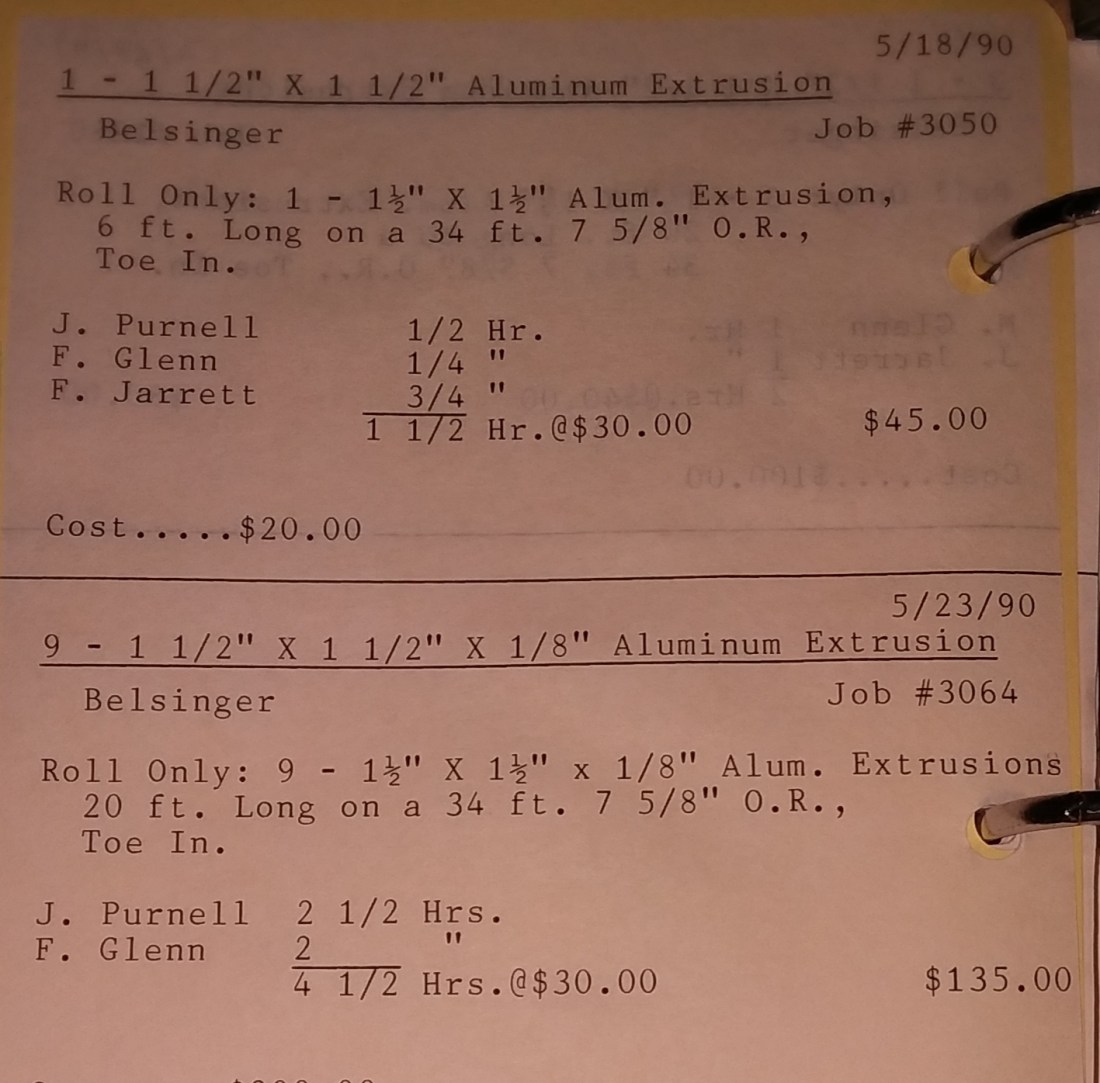 5/18/90
1 - 1 1/2" X 1 1/2" Aluminum Extrusion
Belsinger Job #3050
Roll Only: 1 - 1½" X 1½" Alum. Extrusion,
6 ft. Long on a 34 ft. 7 5/8" O.R.,
Toe In.
J. Purnell 1/2 Hr.
F. Glenn 1/4 "
F. Jarrett 3/4 "
1 1/2 Hr.@$30.00 $45.00
Cost.....$20.00
5/23/90
9 - 1 1/2" X 1 1/2" X 1/8" Aluminum Extrusion
Belsinger Job #3064
Roll Only: 9 - 1½" X 1½" x 1/8" Alum. Extrusions
20 ft. Long on a 34 ft. 7 5/8" O.R.,
Toe In.
J. Purnell 2 1/2 Hrs.
F. Glenn 2 "
4 1/2 Hrs.@$30.00 $135.00